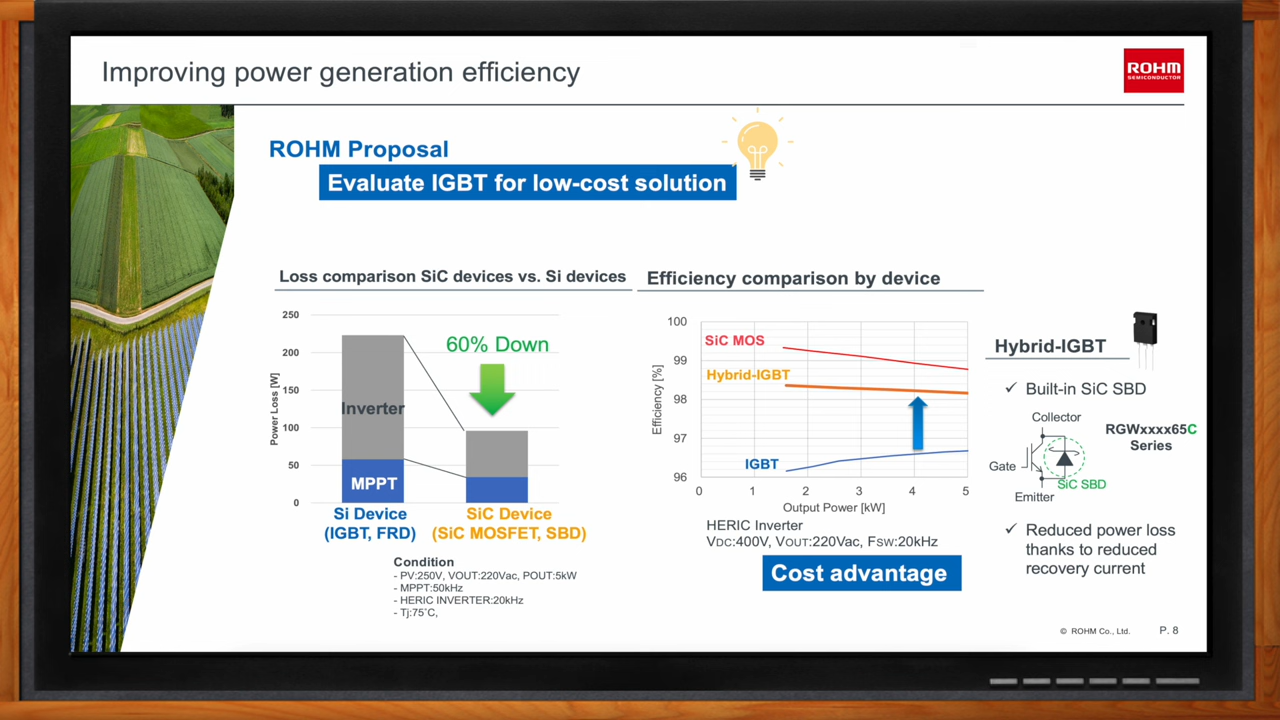 Improving power generation efficiency
ROHM
SEMICONDUCTOR
ROHM Proposal
Evaluate IGBT for low-cost solution
Loss comparison SiC devices vs. Si devices
250
200
150
100
50
0
Power Loss [W]
60% Down
Inverter
MPPT
Si Device
(IGBT, FRD)
SiC Device
(SiC MOSFET, SBD)
Condition
- PV:250V, VOUT:220Vac, POUT:5kW
- MPPT:50kHz
- HERIC INVERTER:20kHz
- Tj:75˚C,
Efficiency comparison by device
100
99
98
97
96
Efficiency [%]
SiC MOS
Hybrid-IGBT
IGBT
0 1 2 3 4 5
Output Power [kW]
HERIC Inverter
VDC:400V, VOUT:220Vac, FSW:20kHz
Cost advantage
Hybrid-IGBT
✓ Built-in SiC SBD
Collector
Gate
SiC SBD
Emitter
RGWxxxx65C
Series
✓ Reduced power loss
thanks to reduced
recovery current
© ROHM Co., Ltd.
P. 8